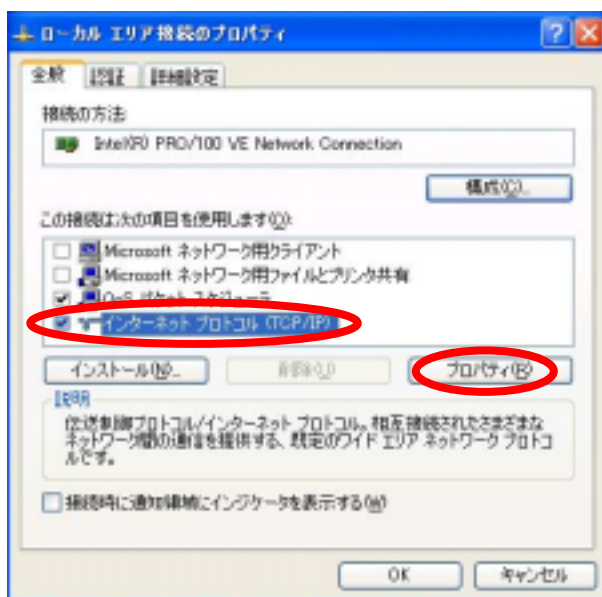 ローカル エリア接続のプロパティ
全般 認証 詳細設定
接続の方法:
Intel(R) PRO/100 VE Network Connection
構成(C)...
この接続は次の項目を使用します(O):
Microsoft ネットワーク用クライアント
Microsoft ネットワーク用ファイルとプリンタ共有
QoS パケット スケジューラ
インターネット プロトコル (TCP/IP)
インストール(N)... 削除(U) プロパティ(R)
説明
伝送制御プロトコル/インターネット プロトコル。相互接続されたさまざまな
ネットワーク間の通信を提供する、既定のワイド エリア ネットワーク プロトコ
ルです。
接続時に通知領域にインジケータを表示する(W)
OK キャンセル